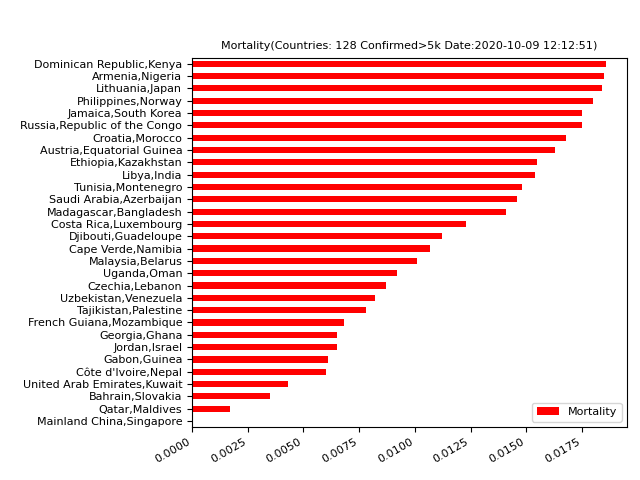 Mortality(Countries: 128 Confirmed>5k Date:2020-10-09 12:12:51)
Dominican Republic,Kenya
Armenia,Nigeria
Lithuania,Japan
Philippines,Norway
Jamaica,South Korea
Russia,Republic of the Congo
Croatia,Morocco
Austria,Equatorial Guinea
Ethiopia,Kazakhstan
Libya,India
Tunisia,Montenegro
Saudi Arabia,Azerbaijan
Madagascar,Bangladesh
Costa Rica,Luxembourg
Djibouti,Guadeloupe
Cape Verde,Namibia
Malaysia,Belarus
Uganda,Oman
Czechia,Lebanon
Uzbekistan,Venezuela
Tajikistan,Palestine
French Guiana,Mozambique
Georgia,Ghana
Jordan,Israel
Gabon,Guinea
Côte d'Ivoire,Nepal
United Arab Emirates,Kuwait
Bahrain,Slovakia
Qatar,Maldives
Mainland China,Singapore
Mortality
0.0000 0.0025 0.0050 0.0075 0.0100 0.0125 0.0150 0.0175